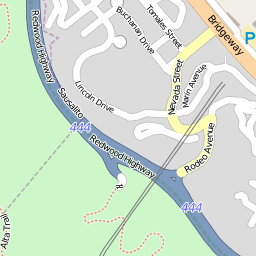 Tomales Street
Buchanan Drive
Bridgeway
P
Redwood Highway
Sausalito
Nevada Street
Marin Avenue
Lincoln Drive
444
Redwood Highway
Rodeo Avenue
444
Alta Trail